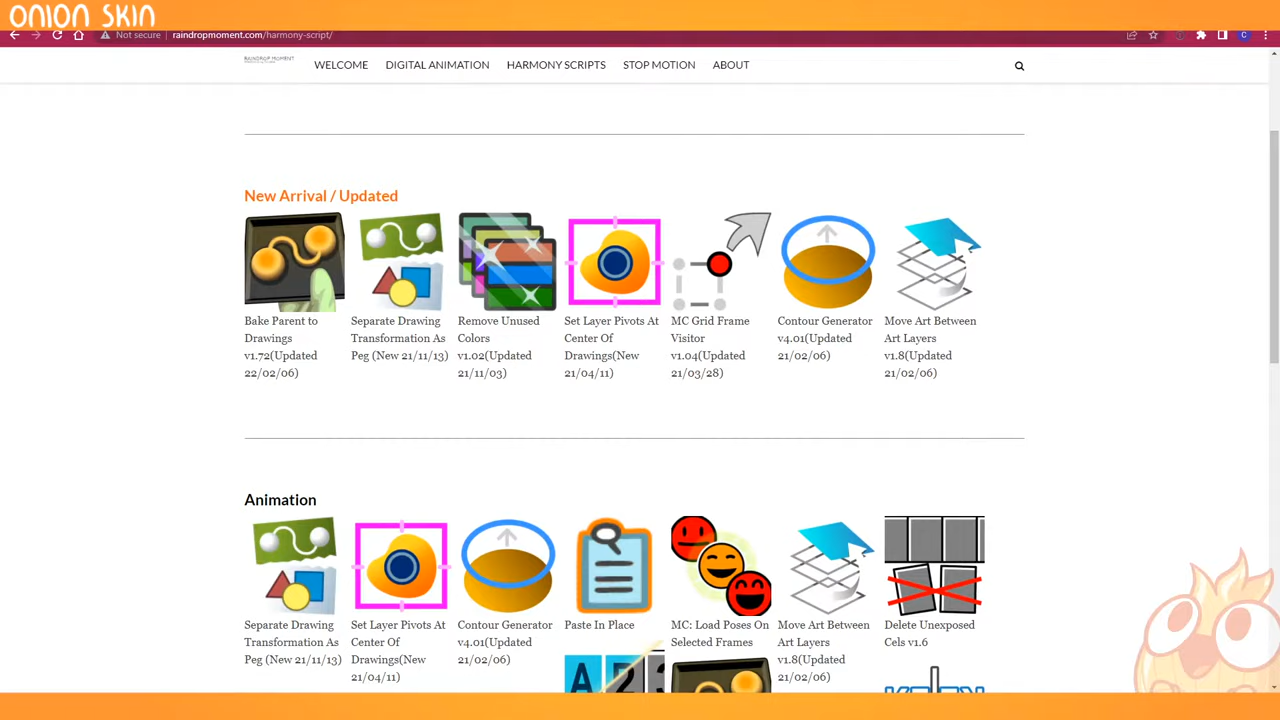 ONION SKIN
Not secure | raindropmoment.com/harmony-script/
RAINDROP MOMENT
WELCOME DIGITAL ANIMATION HARMONY SCRIPTS STOP MOTION ABOUT
New Arrival / Updated
Bake Parent to
Drawings
v1.72(Updated
22/02/06)
Separate Drawing
Transformation As
Peg (New 21/11/13)
Remove Unused
Colors
v1.02(Updated
21/11/03)
Set Layer Pivots At
Center Of
Drawings(New
21/04/11)
MC Grid Frame
Visitor
v1.04(Updated
21/03/28)
Contour Generator
v4.01(Updated
21/02/06)
Move Art Between
Art Layers
v1.8(Updated
21/02/06)
Animation
Separate Drawing
Transformation As
Peg (New 21/11/13)
Set Layer Pivots At
Center Of
Drawings(New
21/04/11)
Contour Generator
v4.01(Updated
21/02/06)
Paste In Place
MC: Load Poses On
Selected Frames
Move Art Between
Art Layers
v1.8(Updated
21/02/06)
Delete Unexposed
Cels v1.6
A 2 3